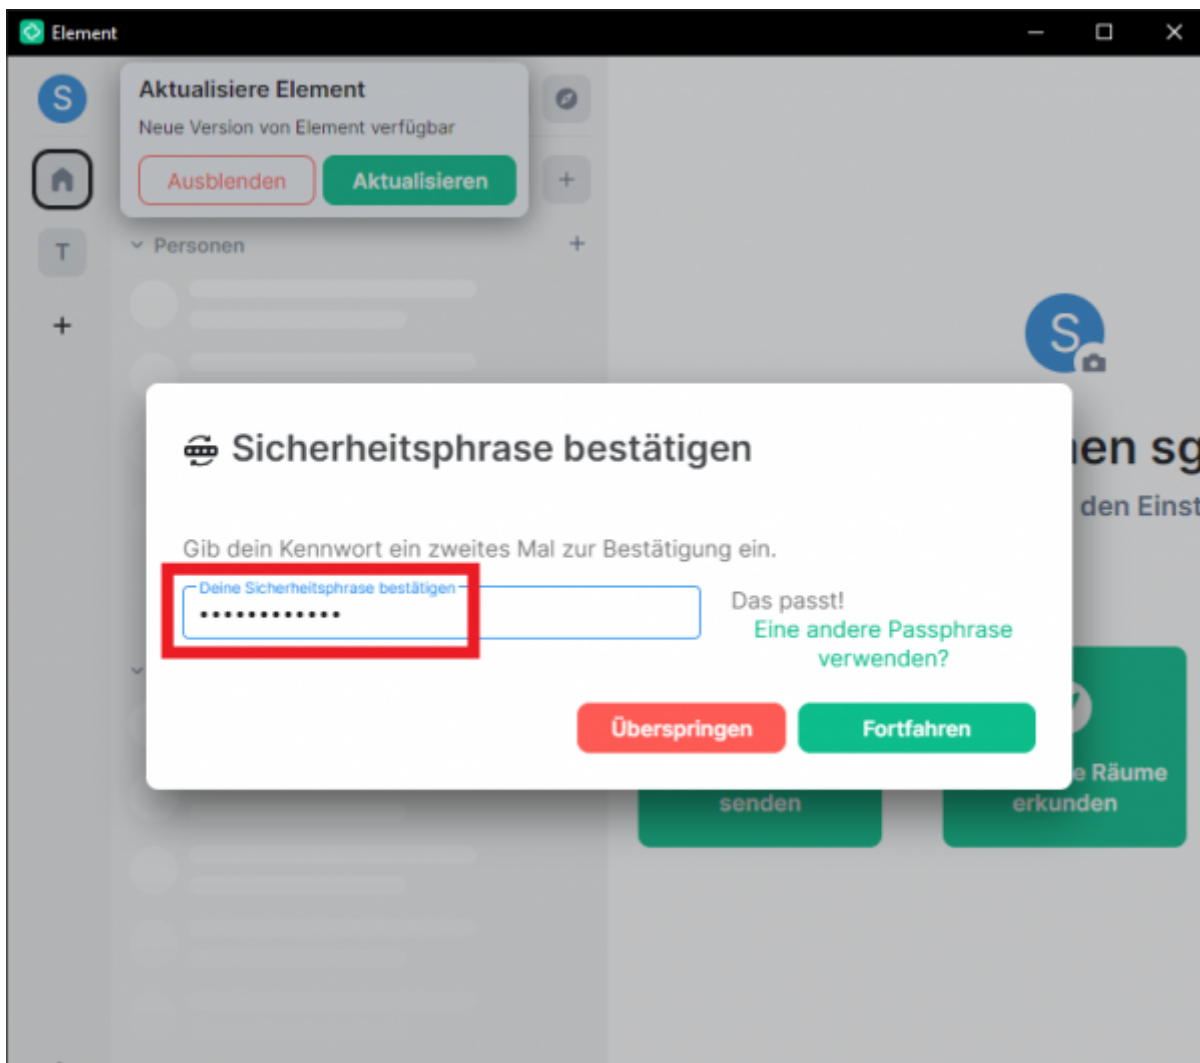 Element
S
Aktualisiere Element
Neue Version von Element verfügbar
Ausblenden
Aktualisieren
T
Personen
S
Sicherheitsphrase bestätigen
Gib dein Kennwort ein zweites Mal zur Bestätigung ein.
Deine Sicherheitsphrase bestätigen
••••••••••••
Das passt!
Eine andere Passphrase
verwenden?
Überspringen
Fortfahren
den Einst
Räume
senden
erkunden